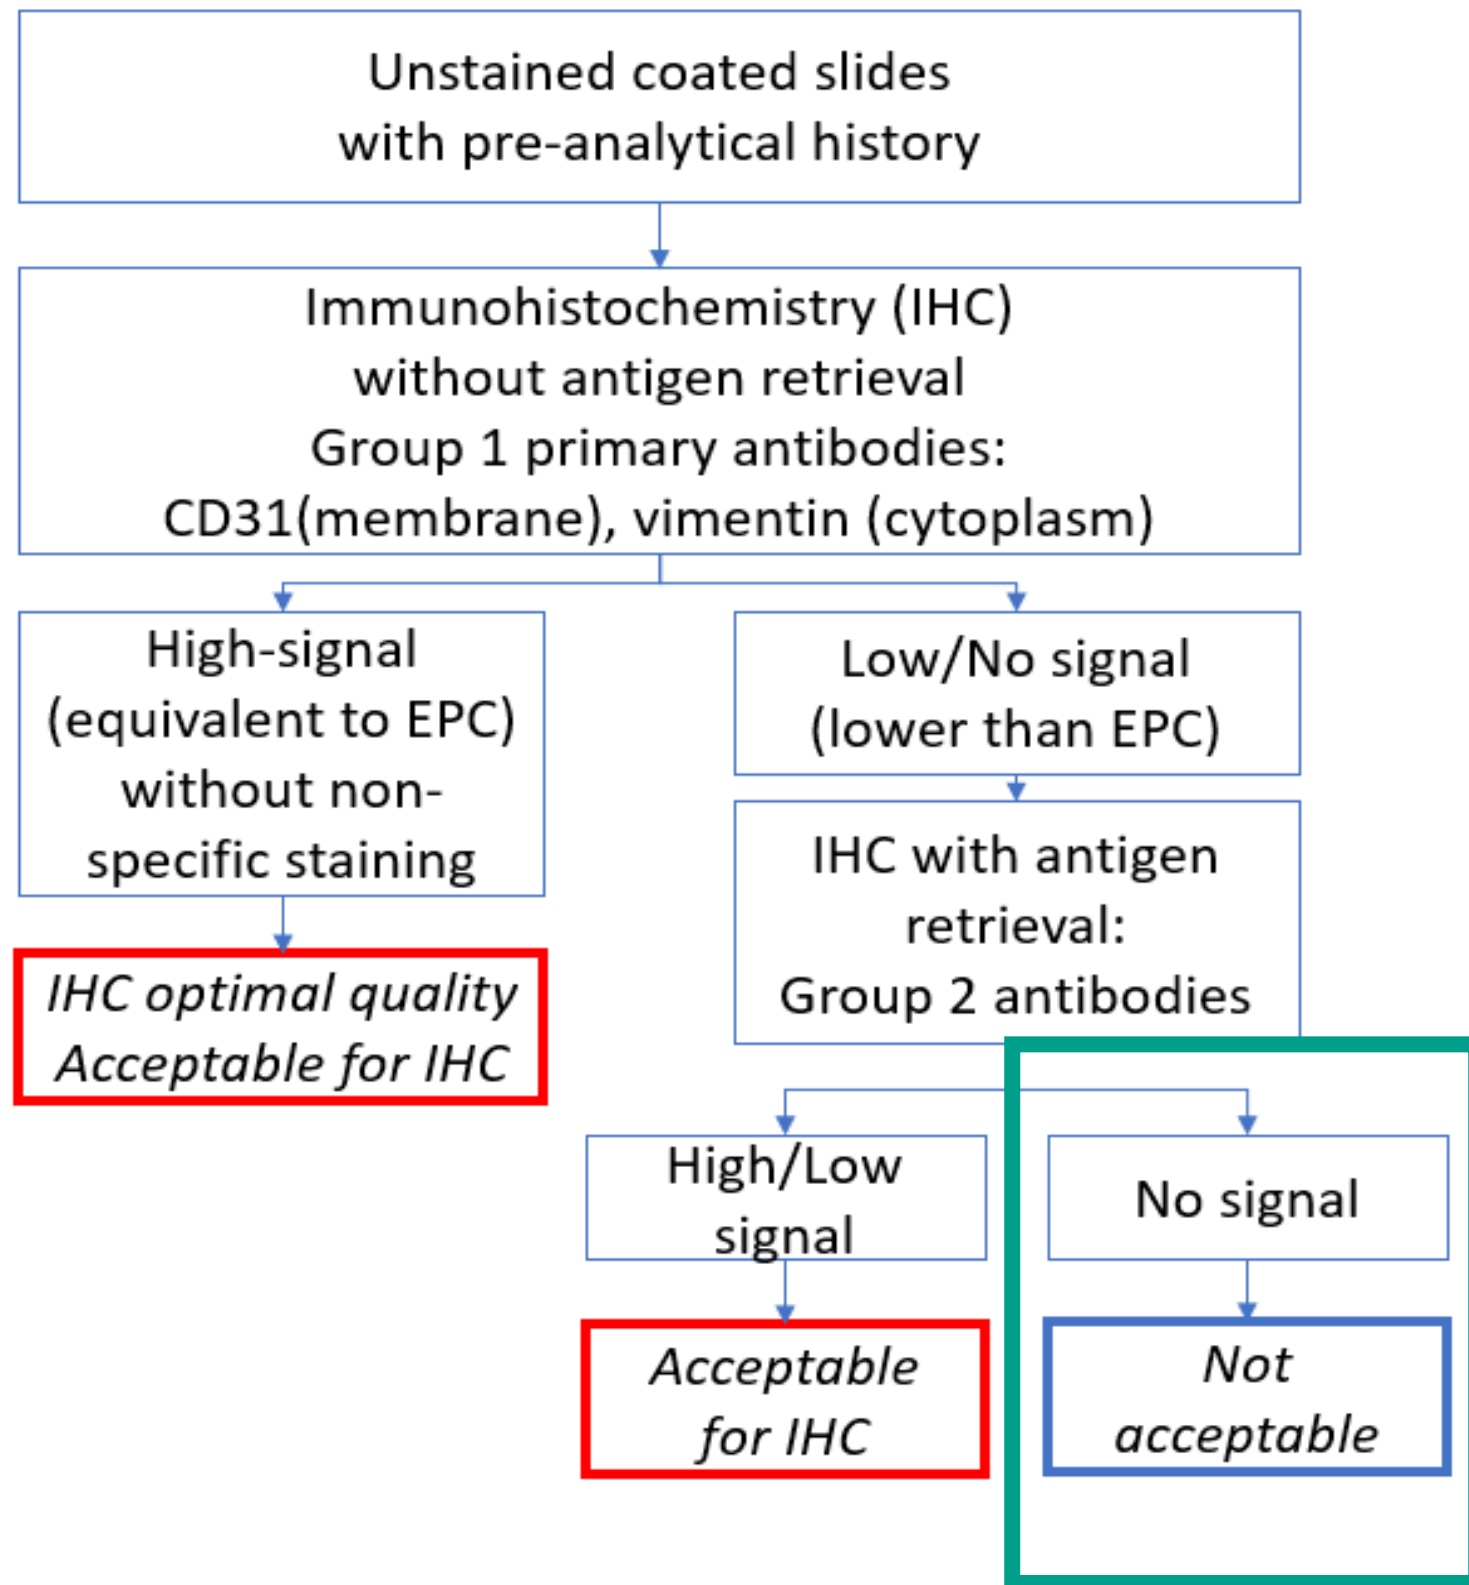 Unstained coated slides
with pre-analytical history
Immunohistochemistry (IHC)
without antigen retrieval
Group 1 primary antibodies:
CD31(membrane), vimentin (cytoplasm)
High-signal
(equivalent to EPC)
without non-
specific staining
IHC optimal quality
Acceptable for IHC
Low/No signal
(lower than EPC)
IHC with antigen
retrieval:
Group 2 antibodies
High/Low
signal
Acceptable
for IHC
No signal
Not
acceptable